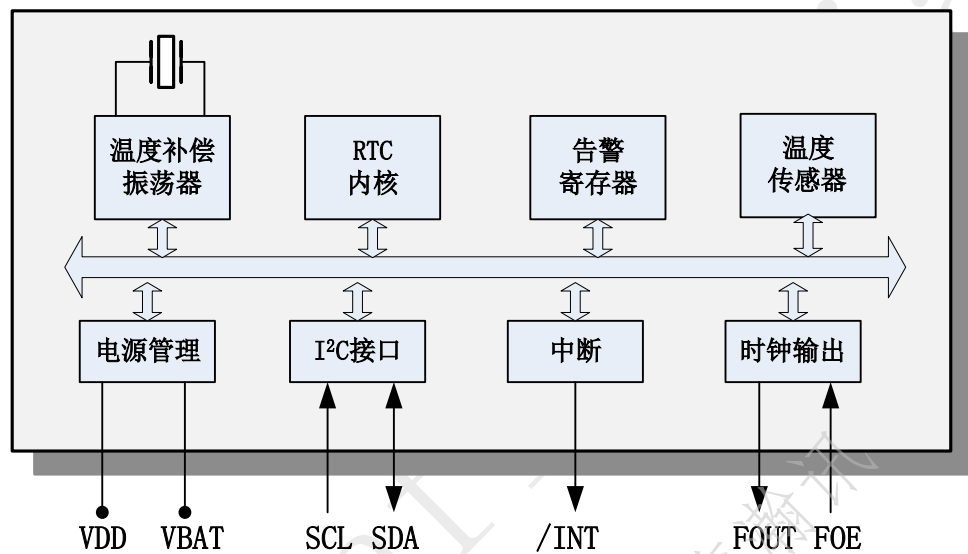 温度补偿
振荡器
RTC
内核
告警
寄存器
温度
传感器
电源管理
I²C接口
中断
时钟输出
VDD VBAT SCL SDA /INT FOUT FOE